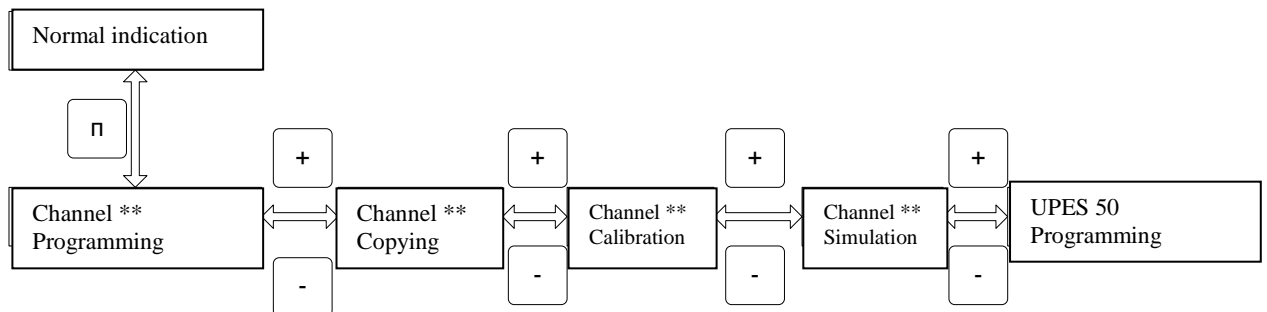 Normal indication
п
+
+
+
+
Channel **
Programming
Channel **
Copying
Channel **
Calibration
Channel **
Simulation
UPES 50
Programming
-
-
-
-